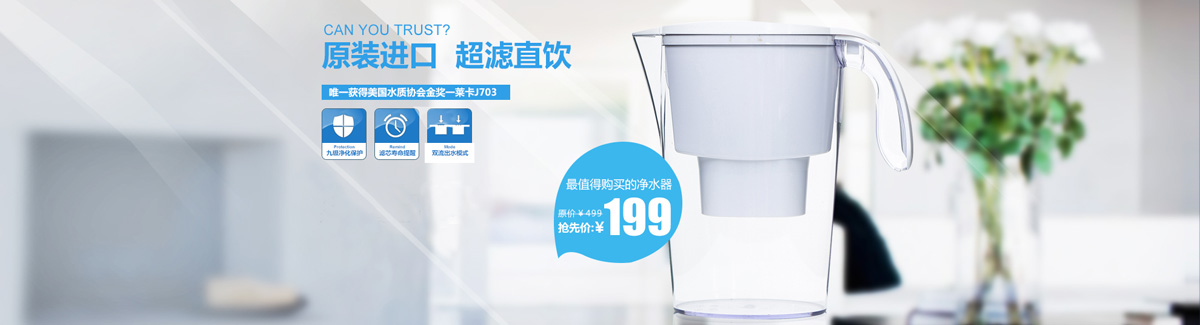 CAN YOU TRUST?
原装进口 超滤直饮
唯一获得美国水质协会金奖一莱卡J703
Protection
九级净化保护
Remind
滤芯寿命提醒
Mode
双流出水模式
最值得购买的净水器
原价￥499
抢先价:￥199